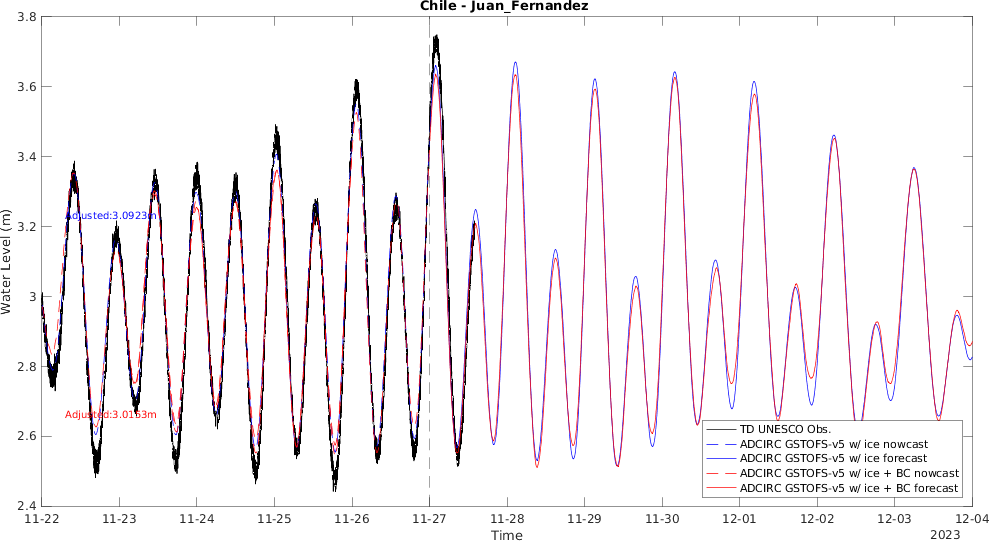 Chile - Juan_Fernandez
3.8
3.6
3.4
3.2
3
2.8
2.6
2.4
Water Level (m)
Adjusted:3.0923m
Adjusted:3.0153m
TD UNESCO Obs.
ADCIRC GSTOFS-v5 w/ ice nowcast
ADCIRC GSTOFS-v5 w/ ice forecast
ADCIRC GSTOFS-v5 w/ ice + BC nowcast
ADCIRC GSTOFS-v5 w/ ice + BC forecast
11-22 11-23 11-24 11-25 11-26 11-27 11-28 11-29 11-30 12-01 12-02 12-03 12-04
Time
2023